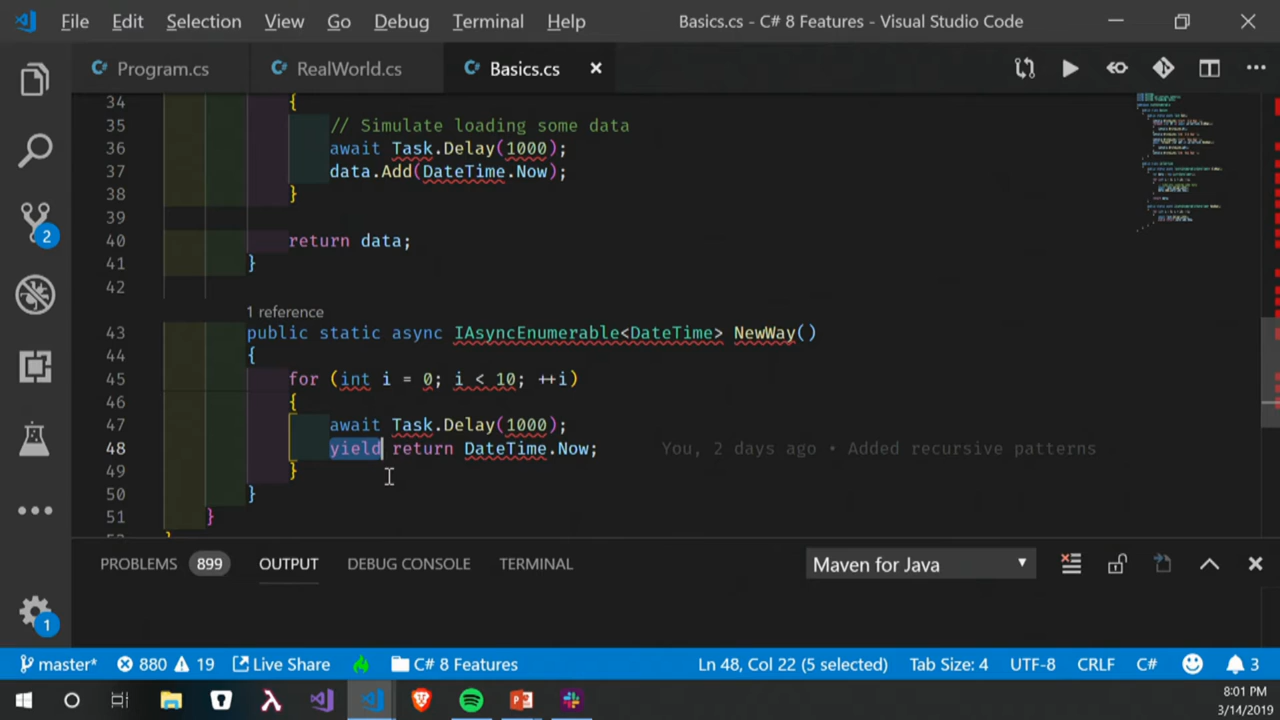 File Edit Selection View Go Debug Terminal Help Basics.cs - C# 8 Features - Visual Studio Code
Program.cs RealWorld.cs Basics.cs
34 {
35 // Simulate loading some data
36 await Task.Delay(1000);
37 data.Add(DateTime.Now);
38 }
39
40 return data;
41 }
42
1 reference
43 public static async IAsyncEnumerable<DateTime> NewWay()
44 {
45 for (int i = 0; i < 10; ++i)
46 {
47 await Task.Delay(1000);
48 yield return DateTime.Now; You, 2 days ago • Added recursive patterns
49 }
50 }
51 }
2
PROBLEMS 899 OUTPUT DEBUG CONSOLE TERMINAL Maven for Java
1
master* 880 19 Live Share C# 8 Features Ln 48, Col 22 (5 selected) Tab Size: 4 UTF-8 CRLF C# 3
8:01 PM
3/14/2019